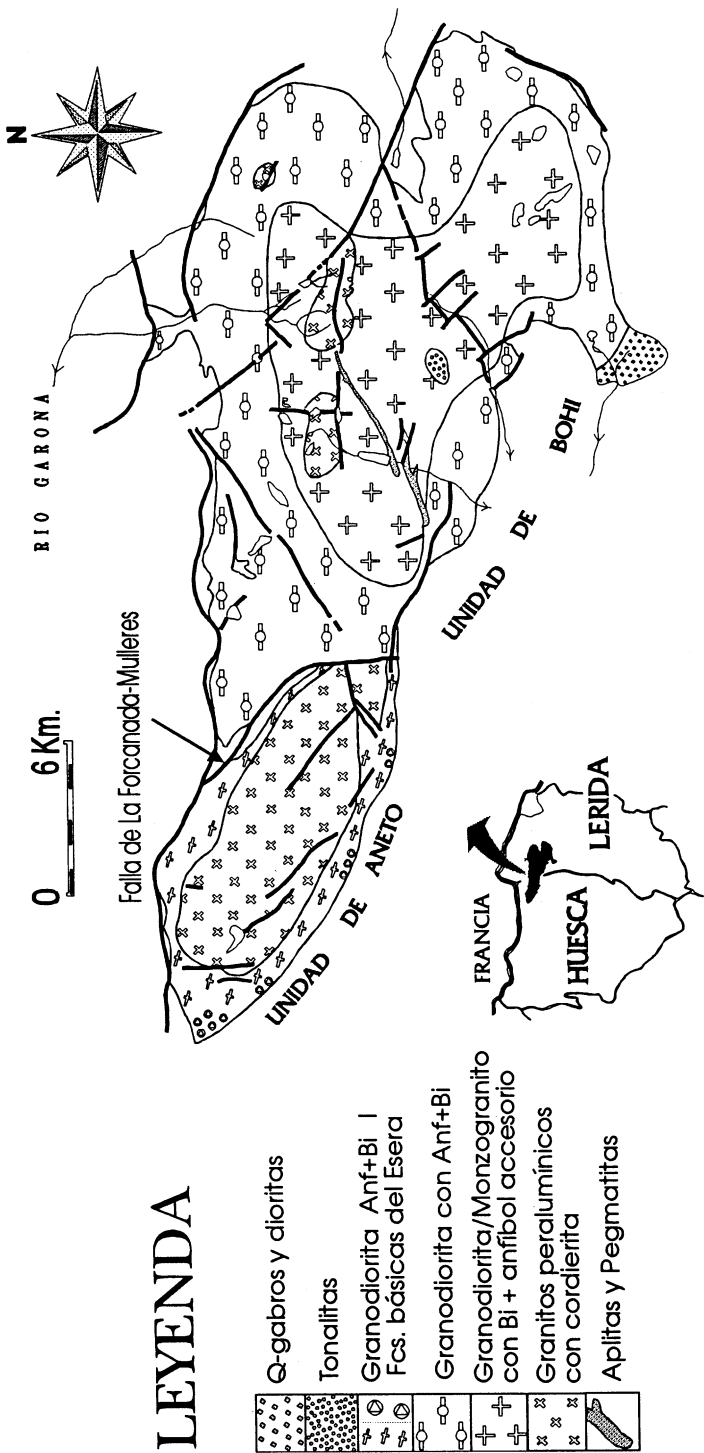 N
RIO GARONA
0 6 Km.
Falla de La Forcanada-Mulleres
UNIDAD DE ANETO
UNIDAD DE BOHI
FRANCIA
HUESCA
LERIDA
LEYENDA
Q-gabros y dioritas
Tonalitas
Granodiorita Anf+Bi I
Fcs. básicas del Esera
Granodiorita con Anf+Bi
Granodiorita/Monzogranito
con Bi + anfibol accesorio
Granitos peralumínicos
con cordierita
Aplitas y Pegmatitas